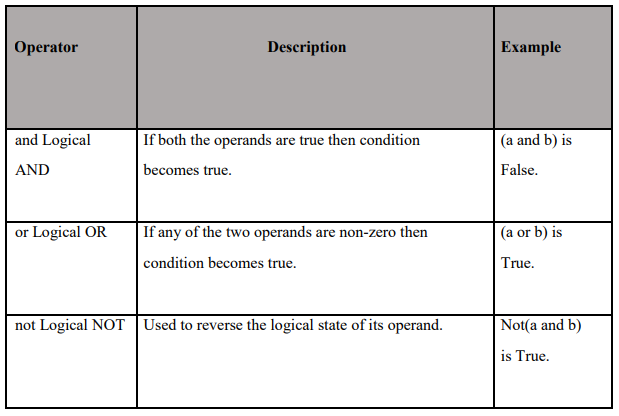 Operator Description Example
and Logical If both the operands are true then condition (a and b) is
AND becomes true. False.
or Logical OR If any of the two operands are non-zero then (a or b) is
condition becomes true. True.
not Logical NOT Used to reverse the logical state of its operand. Not(a and b)
is True.